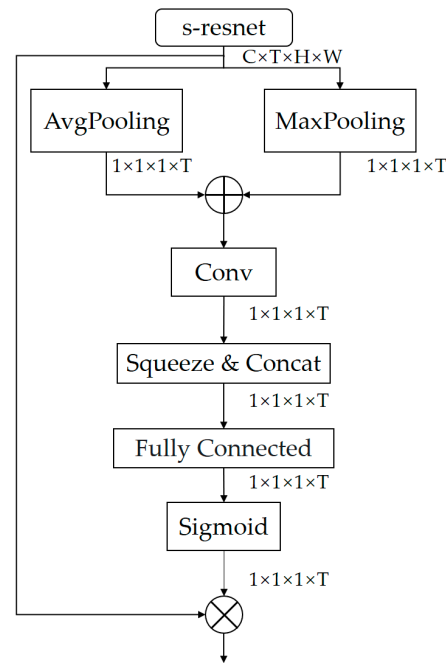 s-resnet
C×T×H×W
AvgPooling
MaxPooling
1×1×1×T
1×1×1×T
Conv
1×1×1×T
Squeeze & Concat
1×1×1×T
Fully Connected
1×1×1×T
Sigmoid
1×1×1×T